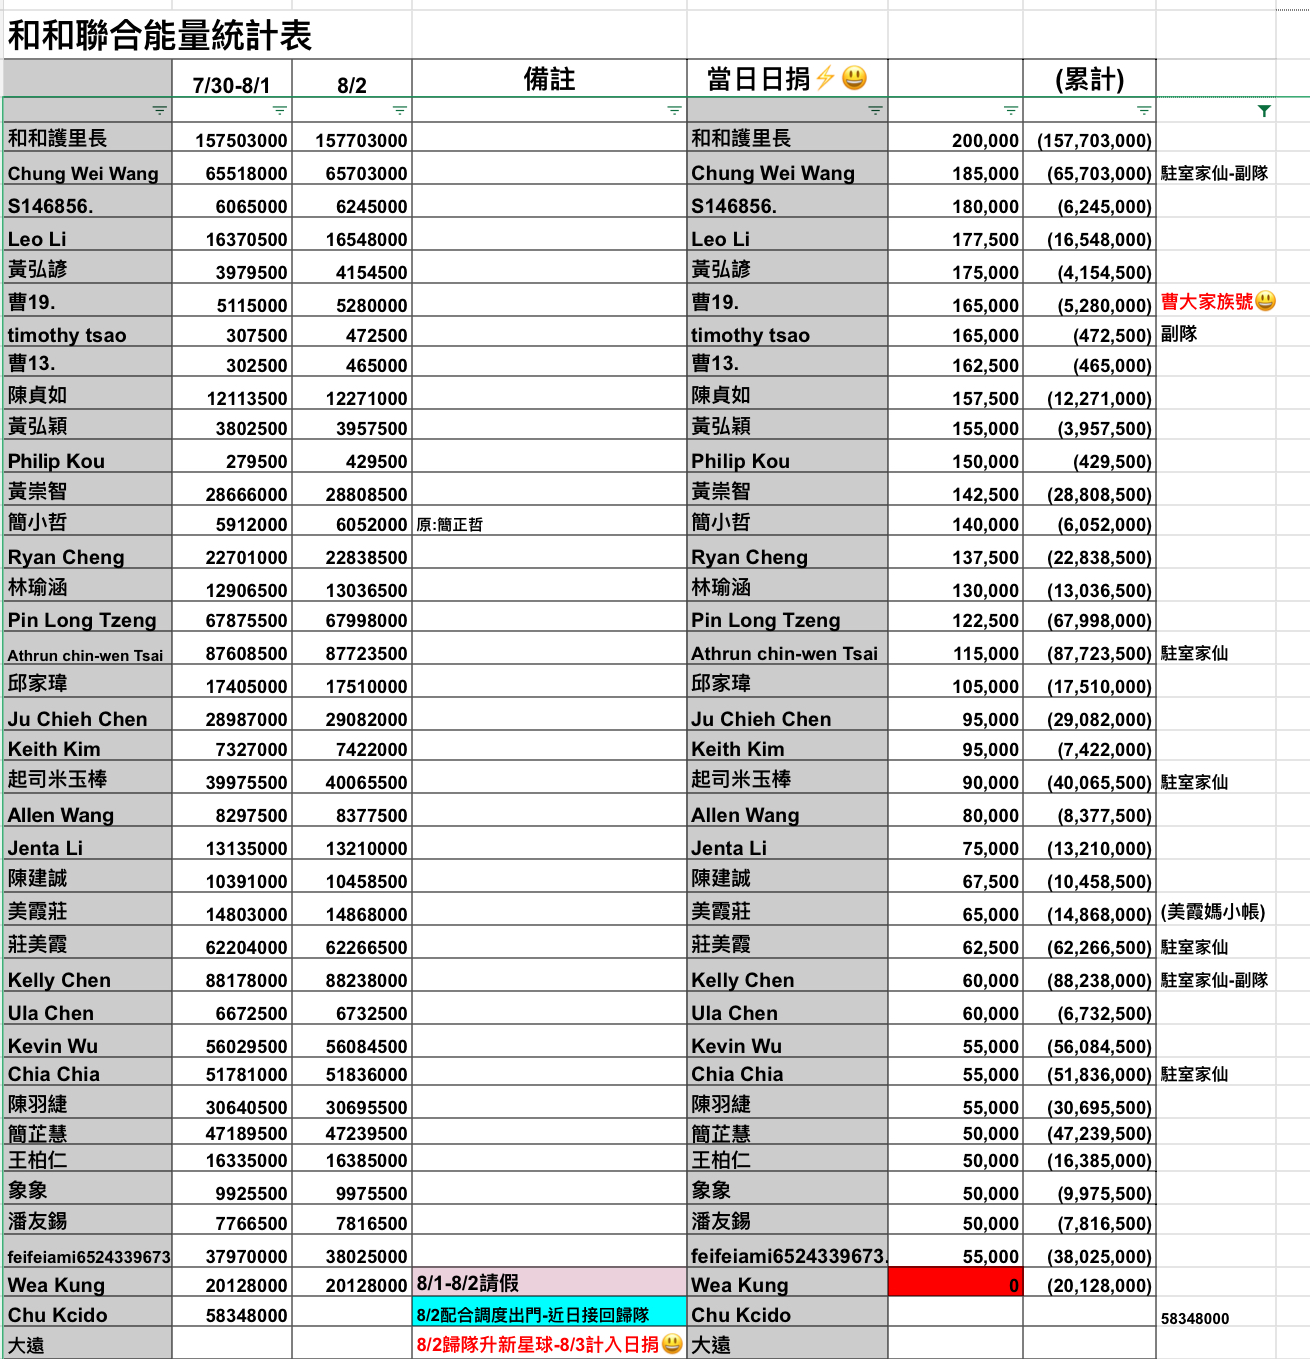 和和聯合能量統計表
7/30-8/1 8/2 備註 當日日捐⚡😃 (累計)
和和護里長 157503000 157703000 和和護里長 200,000 (157,703,000)
Chung Wei Wang 65518000 65703000 Chung Wei Wang 185,000 (65,703,000) 駐室家仙-副隊
S146856. 6065000 6245000 S146856. 180,000 (6,245,000)
Leo Li 16370500 16548000 Leo Li 177,500 (16,548,000)
黃弘諺 3979500 4154500 黃弘諺 175,000 (4,154,500)
曹19. 5115000 5280000 曹19. 165,000 (5,280,000) 曹大家族號😃
timothy tsao 307500 472500 timothy tsao 165,000 (472,500) 副隊
曹13. 302500 465000 曹13. 162,500 (465,000)
陳貞如 12113500 12271000 陳貞如 157,500 (12,271,000)
黃弘穎 3802500 3957500 黃弘穎 155,000 (3,957,500)
Philip Kou 279500 429500 Philip Kou 150,000 (429,500)
黃崇智 28666000 28808500 黃崇智 142,500 (28,808,500)
簡小哲 5912000 6052000 原:簡正哲 簡小哲 140,000 (6,052,000)
Ryan Cheng 22701000 22838500 Ryan Cheng 137,500 (22,838,500)
林瑜涵 12906500 13036500 林瑜涵 130,000 (13,036,500)
Pin Long Tzeng 67875500 67998000 Pin Long Tzeng 122,500 (67,998,000)
Athrun chin-wen Tsai 87608500 87723500 Athrun chin-wen Tsai 115,000 (87,723,500) 駐室家仙
邱家瑋 17405000 17510000 邱家瑋 105,000 (17,510,000)
Ju Chieh Chen 28987000 29082000 Ju Chieh Chen 95,000 (29,082,000)
Keith Kim 7327000 7422000 Keith Kim 95,000 (7,422,000)
起司米玉棒 39975500 40065500 起司米玉棒 90,000 (40,065,500) 駐室家仙
Allen Wang 8297500 8377500 Allen Wang 80,000 (8,377,500)
Jenta Li 13135000 13210000 Jenta Li 75,000 (13,210,000)
陳建誠 10391000 10458500 陳建誠 67,500 (10,458,500)
美霞莊 14803000 14868000 美霞莊 65,000 (14,868,000) (美霞媽小帳)
莊美霞 62204000 62266500 莊美霞 62,500 (62,266,500) 駐室家仙
Kelly Chen 88178000 88238000 Kelly Chen 60,000 (88,238,000) 駐室家仙-副隊
Ula Chen 6672500 6732500 Ula Chen 60,000 (6,732,500)
Kevin Wu 56029500 56084500 Kevin Wu 55,000 (56,084,500)
Chia Chia 51781000 51836000 Chia Chia 55,000 (51,836,000) 駐室家仙
陳羽緁 30640500 30695500 陳羽緁 55,000 (30,695,500)
簡芷慧 47189500 47239500 簡芷慧 50,000 (47,239,500)
王柏仁 16335000 16385000 王柏仁 50,000 (16,385,000)
象象 9925500 9975500 象象 50,000 (9,975,500)
潘友錫 7766500 7816500 潘友錫 50,000 (7,816,500)
feifeiami6524339673 37970000 38025000 feifeiami6524339673. 55,000 (38,025,000)
Wea Kung 20128000 20128000 8/1-8/2請假 Wea Kung 0 (20,128,000)
Chu Kcido 58348000 8/2配合調度出門-近日接回歸隊 Chu Kcido 58348000
大遠 8/2歸隊升新星球-8/3計入日捐😃 大遠